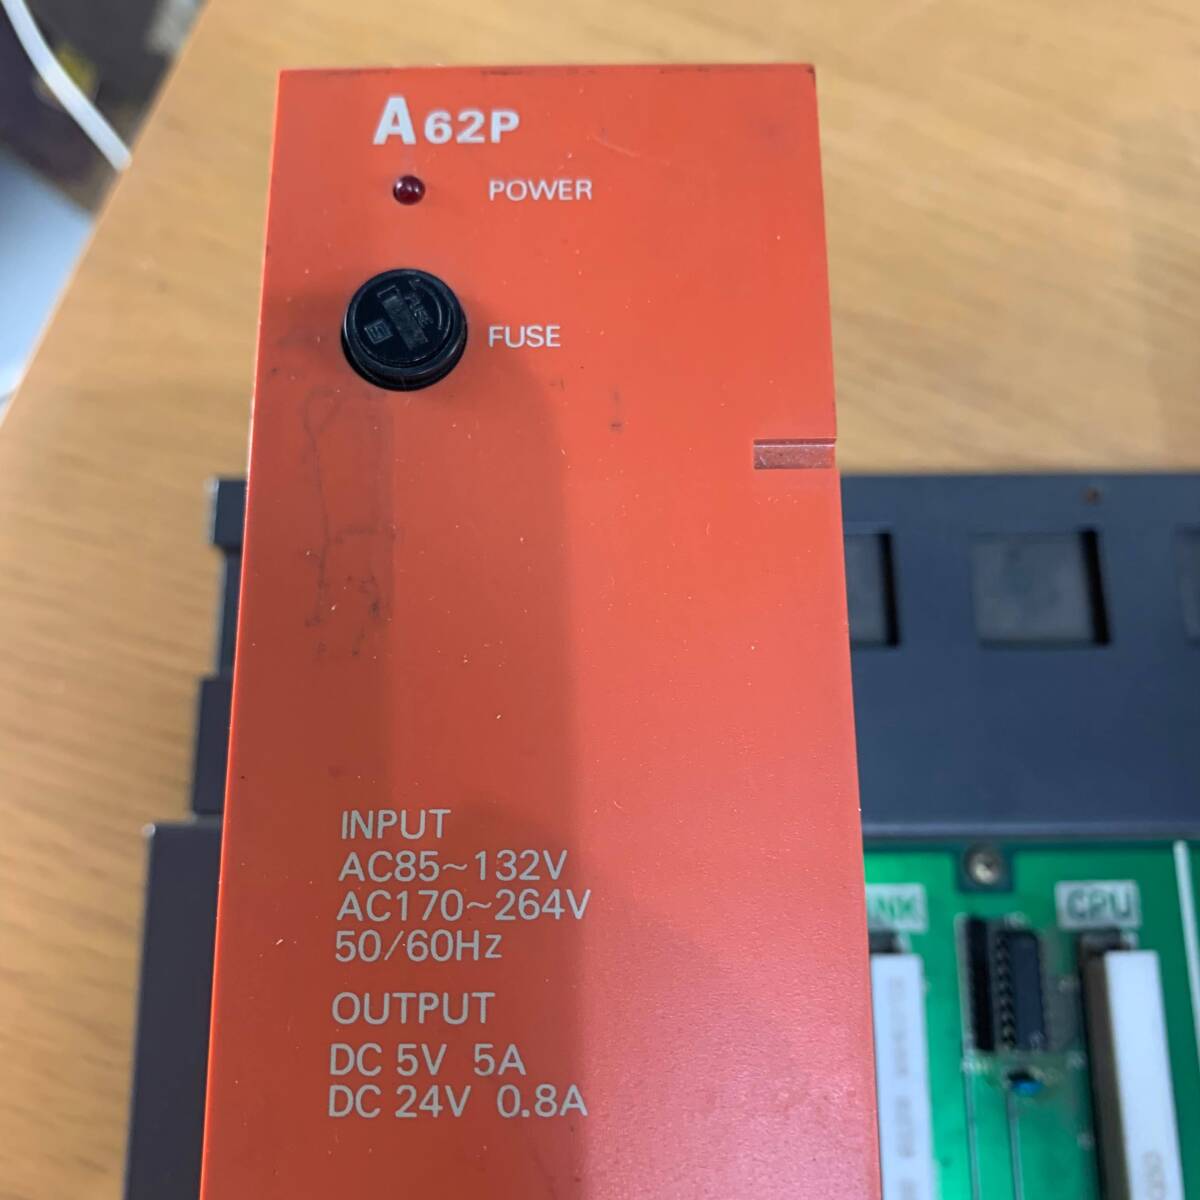 A62P
POWER
FUSE
FUSE
INPUT
AC85~132V
AC170~264V
50/60Hz
OUTPUT
DC 5V 5A
DC 24V 0.8A
CPU